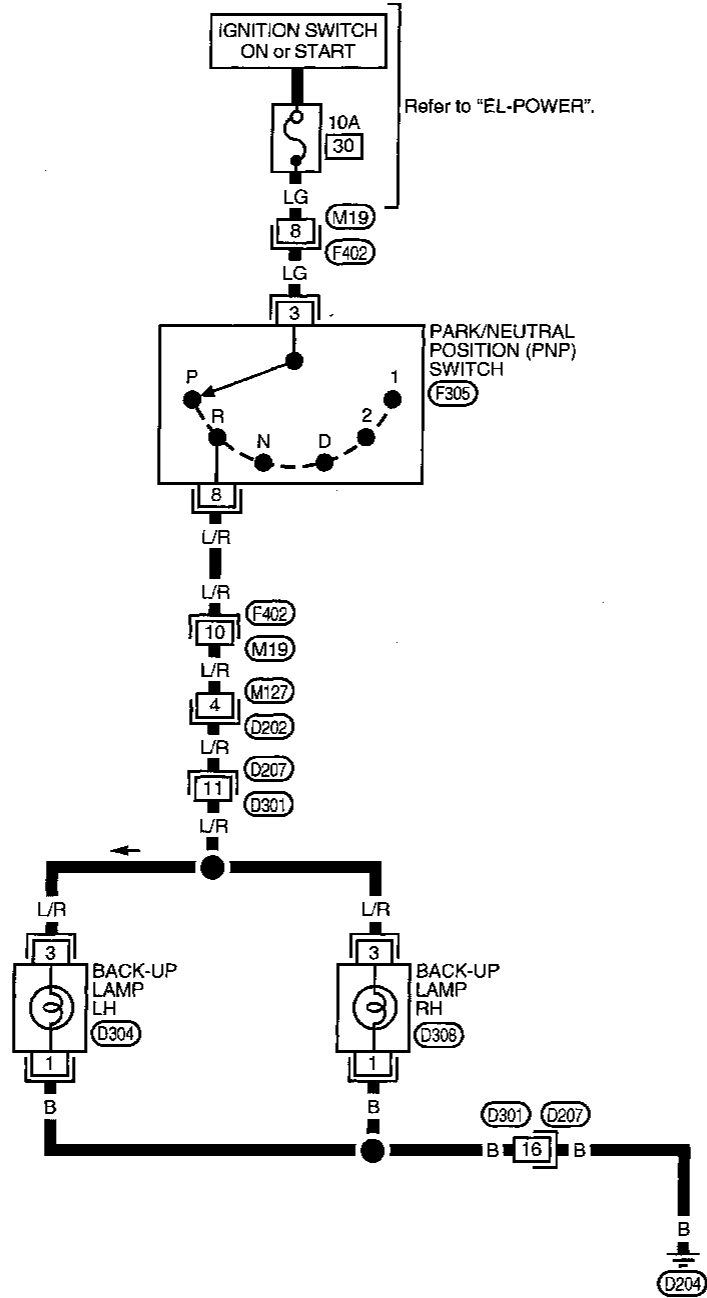 IGNITION SWITCH
ON or START
Refer to "EL-POWER".
10A
30
LG
8
M19
F402
LG
3
PARK/NEUTRAL
POSITION (PNP)
SWITCH
F305
P
R
N
D
2
1
8
L/R
L/R
F402
10
M19
L/R
M127
4
D202
L/R
D207
11
D301
L/R
L/R
L/R
3
BACK-UP
LAMP
LH
D304
1
3
BACK-UP
LAMP
RH
D308
1
B
B
D301
D207
B
16
B
B
D204